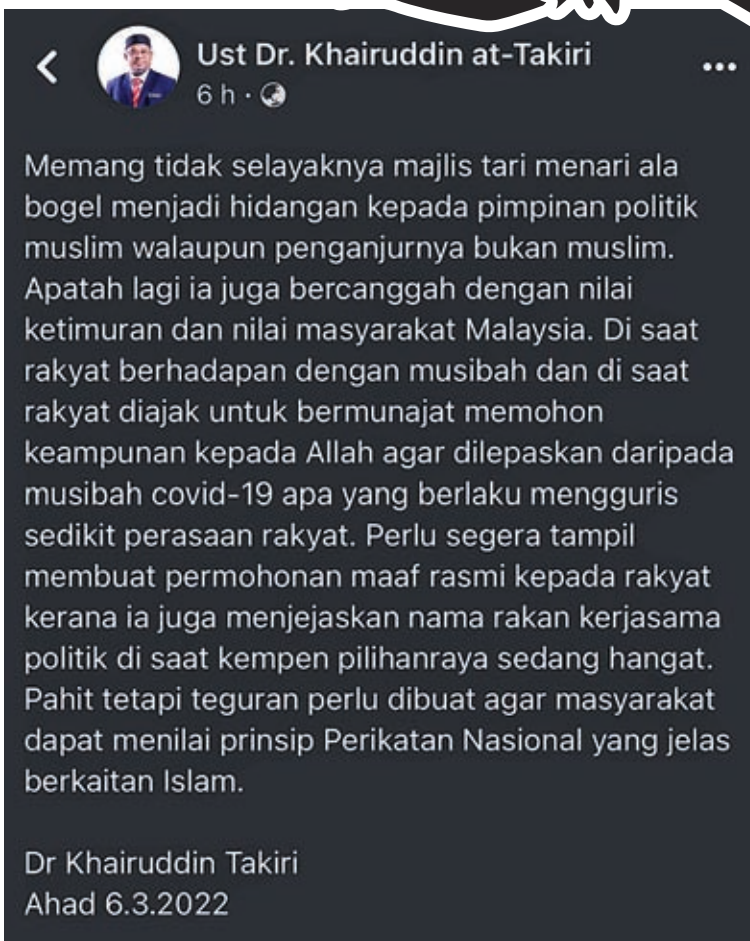 Ust Dr. Khairuddin at-Takiri
6 h ·
Memang tidak selayaknya majlis tari menari ala
bogel menjadi hidangan kepada pimpinan politik
muslim walaupun penganjurnya bukan muslim.
Apatah lagi ia juga bercanggah dengan nilai
ketimuran dan nilai masyarakat Malaysia. Di saat
rakyat berhadapan dengan musibah dan di saat
rakyat diajak untuk bermunajat memohon
keampunan kepada Allah agar dilepaskan daripada
musibah covid-19 apa yang berlaku mengguris
sedikit perasaan rakyat. Perlu segera tampil
membuat permohonan maaf rasmi kepada rakyat
kerana ia juga menjejaskan nama rakan kerjasama
politik di saat kempen pilihanraya sedang hangat.
Pahit tetapi teguran perlu dibuat agar masyarakat
dapat menilai prinsip Perikatan Nasional yang jelas
berkaitan Islam.
Dr Khairuddin Takiri
Ahad 6.3.2022